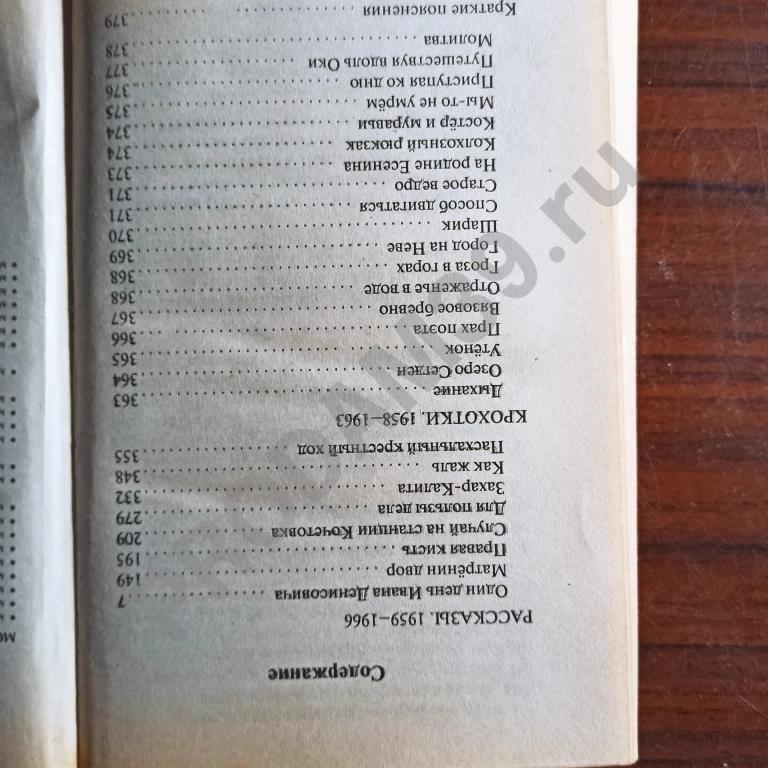 Содержание
РАССКАЗЫ. 1959–1966
Один день Ивана Денисовича . . . . . . . . . . . . . . . . . 7
Матрёнин двор . . . . . . . . . . . . . . . . . 149
Правая кисть . . . . . . . . . . . . . . . . . 195
Случай на станции Кочетовка . . . . . . . . . . . . . . . . . 209
Для пользы дела . . . . . . . . . . . . . . . . . 279
Захар-Калита . . . . . . . . . . . . . . . . . 332
Как жаль . . . . . . . . . . . . . . . . . 348
Пасхальный крестный ход . . . . . . . . . . . . . . . . . 355
КРОХОТКИ. 1958–1963
Дыхание . . . . . . . . . . . . . . . . . 363
Озеро Сегден . . . . . . . . . . . . . . . . . 364
Утёнок . . . . . . . . . . . . . . . . . 365
Прах поэта . . . . . . . . . . . . . . . . . 366
Вязовое бревно . . . . . . . . . . . . . . . . . 367
Отраженье в воде . . . . . . . . . . . . . . . . . 368
Гроза в горах . . . . . . . . . . . . . . . . . 368
Город на Неве . . . . . . . . . . . . . . . . . 369
Шарик . . . . . . . . . . . . . . . . . 370
Способ двигаться . . . . . . . . . . . . . . . . . 371
Старое ведро . . . . . . . . . . . . . . . . . 371
На родине Есенина . . . . . . . . . . . . . . . . . 373
Колхозный рюкзак . . . . . . . . . . . . . . . . . 374
Костёр и муравьи . . . . . . . . . . . . . . . . . 374
Мы-то не умрём . . . . . . . . . . . . . . . . . 375
Приступая ко дню . . . . . . . . . . . . . . . . . 376
Путешествуя вдоль Оки . . . . . . . . . . . . . . . . . 377
Молитва . . . . . . . . . . . . . . . . . 378
Краткие пояснения . . . . . . . . . . . . . . . . . 379